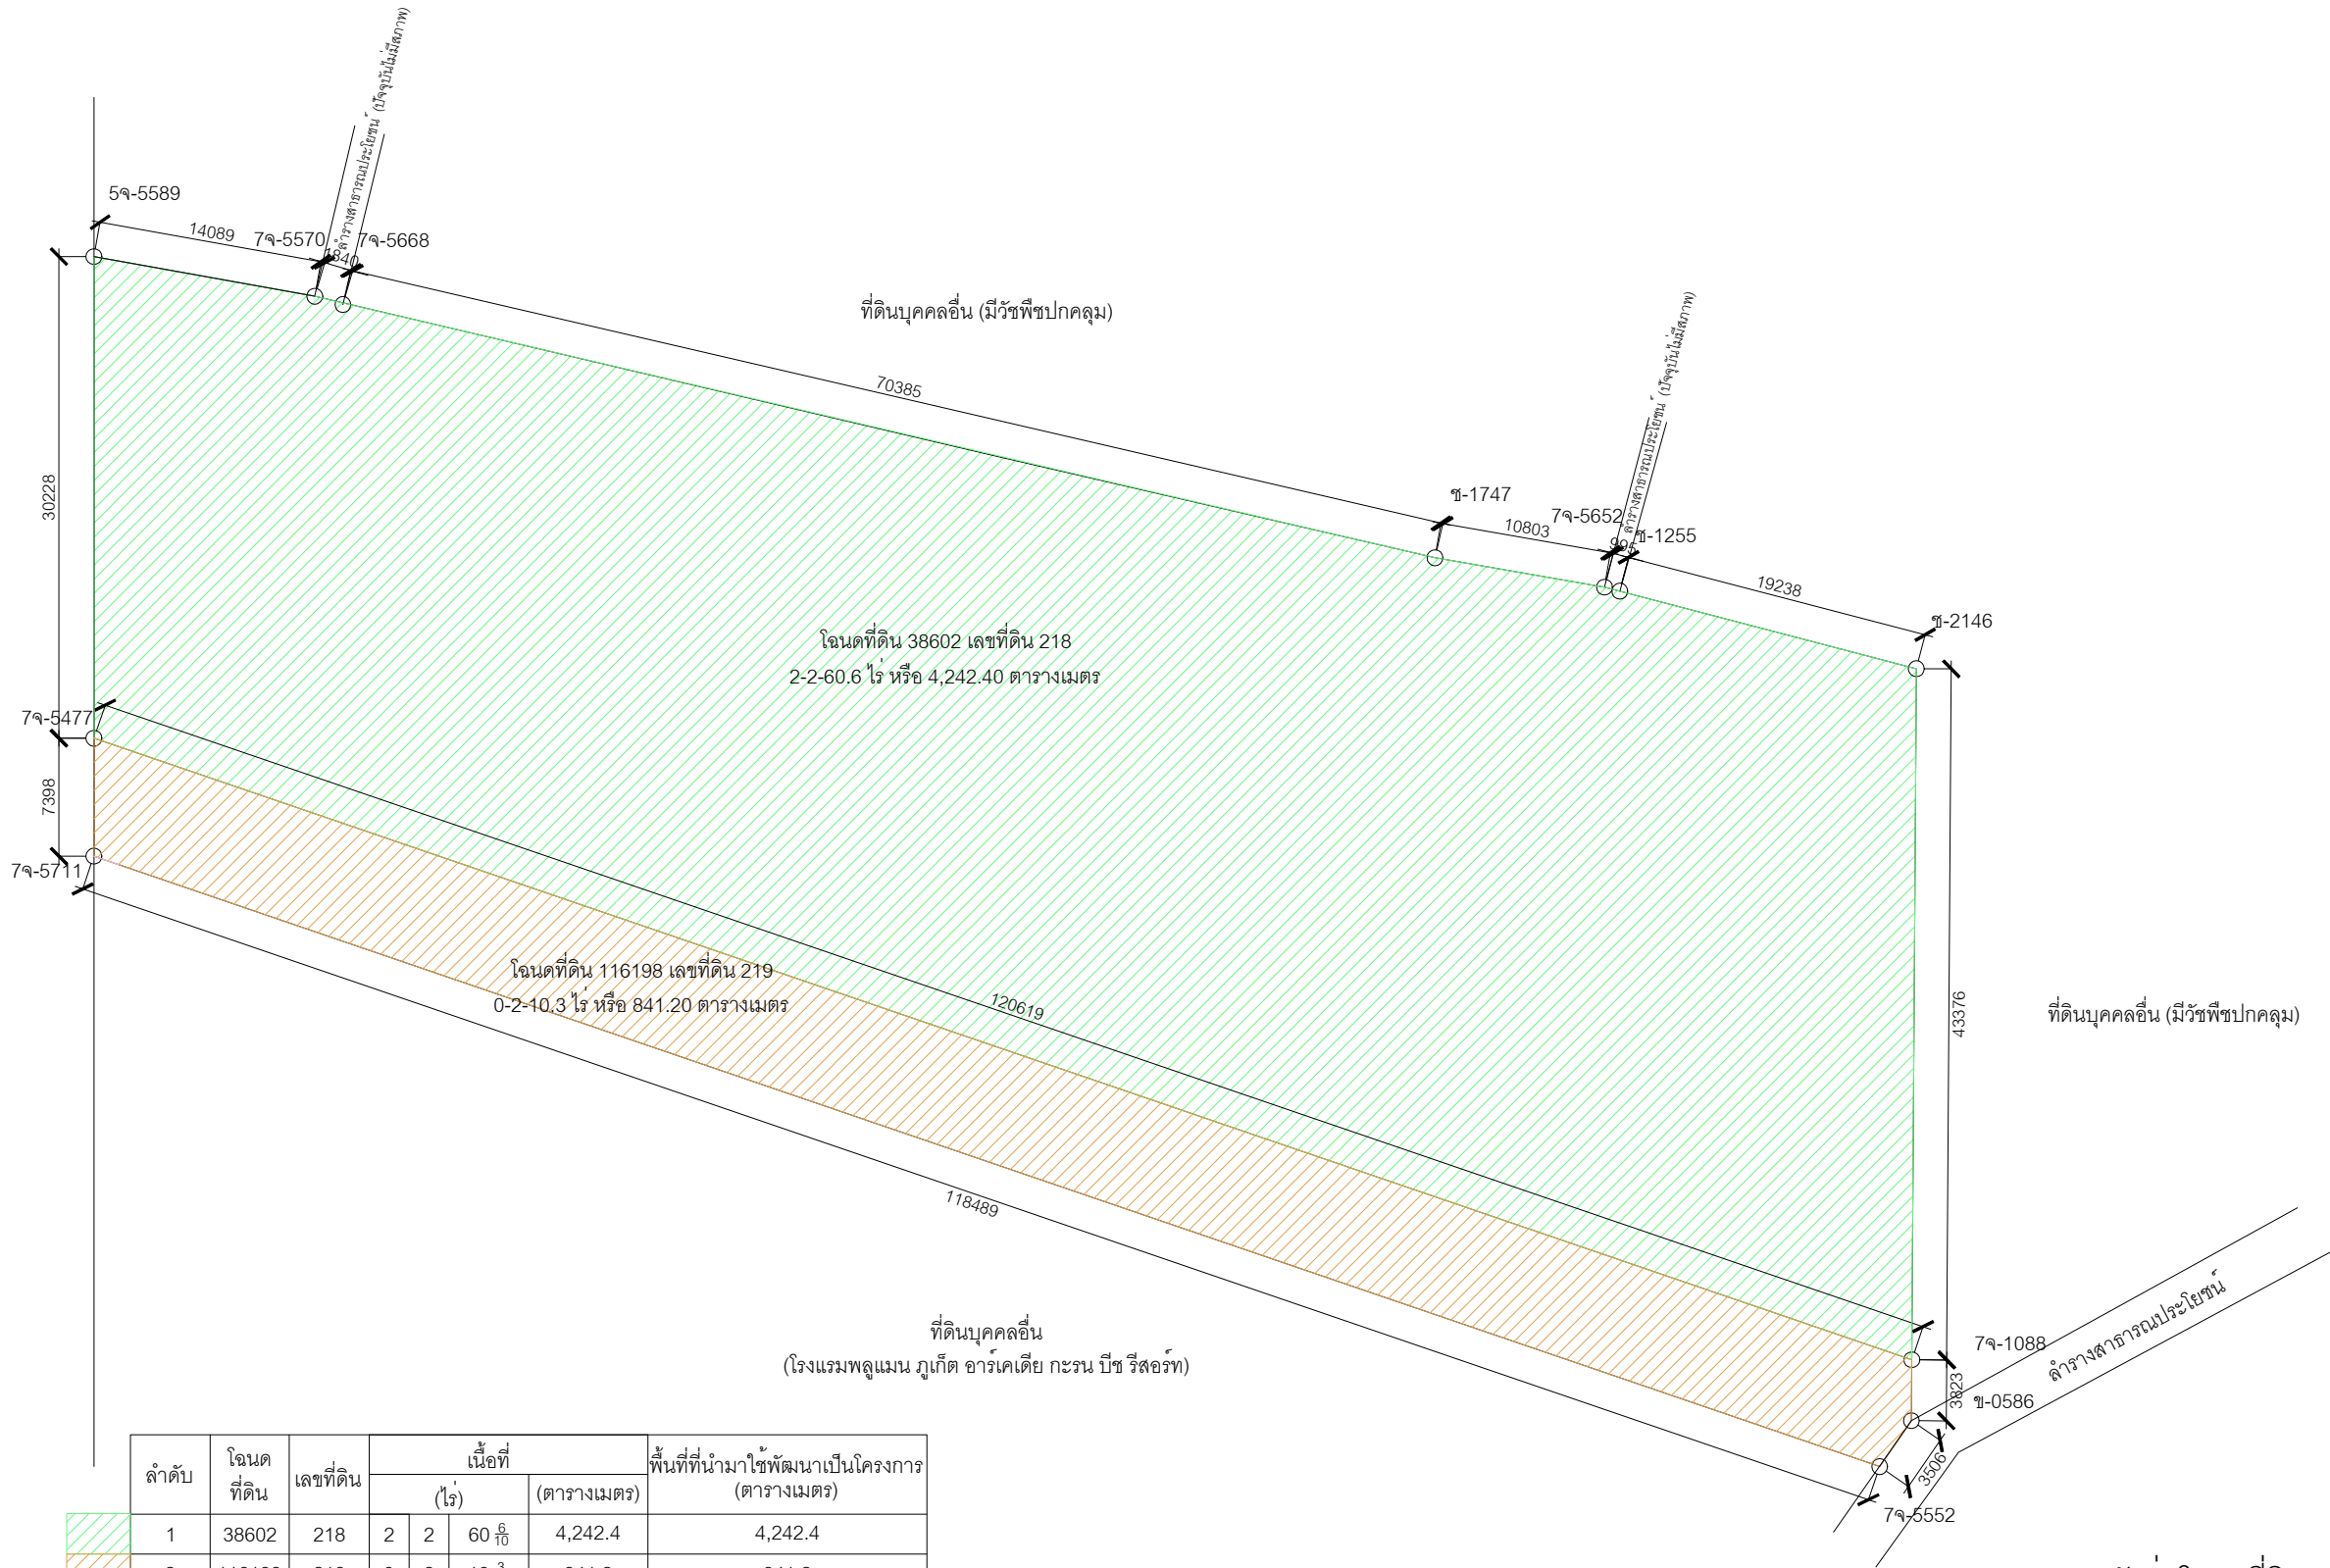 ลำรางสาธารณประโยชน์ (ปัจจุบันไม่มีสภาพ)
5จ-5589
14089
7จ-5570
1840
7จ-5668
ที่ดินบุคคลอื่น (มีวัชพืชปกคลุม)
70385
ลำรางสาธารณประโยชน์ (ปัจจุบันไม่มีสภาพ)
ช-1747
10803
7จ-5652
995
ช-1255
19238
ช-2146
30228
โฉนดที่ดิน 38602 เลขที่ดิน 218
2-2-60.6 ไร่ หรือ 4,242.40 ตารางเมตร
7จ-5477
7398
7จ-5711
โฉนดที่ดิน 116198 เลขที่ดิน 219
0-2-10.3 ไร่ หรือ 841.20 ตารางเมตร
120619
43376
ที่ดินบุคคลอื่น (มีวัชพืชปกคลุม)
118489
ที่ดินบุคคลอื่น
(โรงแรมพลูแมน ภูเก็ต อาร์เคเดีย กะรน บีช รีสอร์ท)
ลำรางสาธารณประโยชน์
7จ-1088
3823
ข-0586
3506
7จ-5552
ลำดับ โฉนดที่ดิน เลขที่ดิน เนื้อที่ พื้นที่ที่นำมาใช้พัฒนาเป็นโครงการ (ตารางเมตร)
(ไร่) (ตารางเมตร)
1 38602 218 2 2 60 6/10 4,242.4 4,242.4